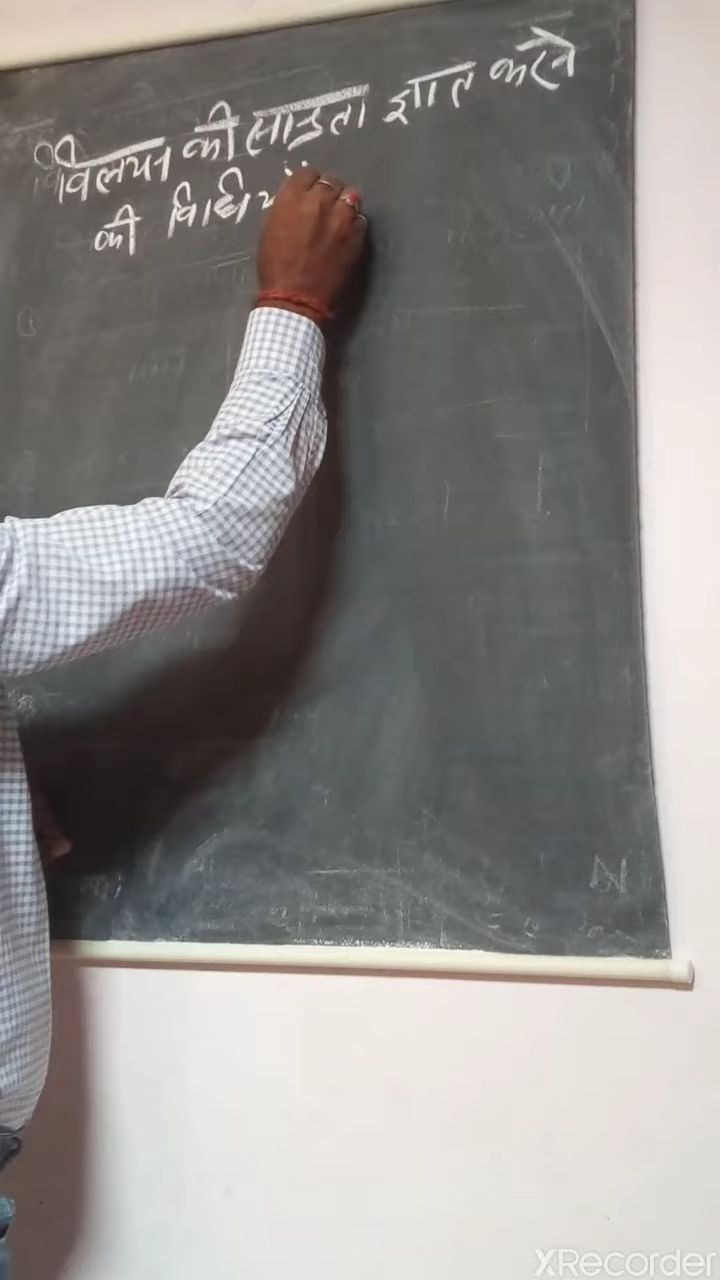 विलयन की सांद्रता ज्ञात करने
की विधियाँ
N
XRecorder